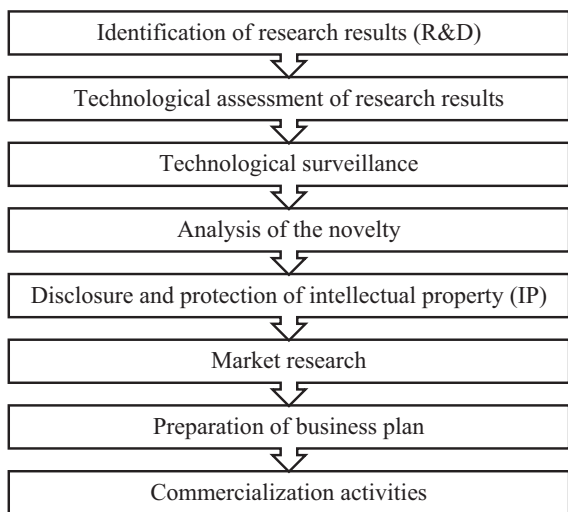 Identification of research results (R&D)
Technological assessment of research results
Technological surveillance
Analysis of the novelty
Disclosure and protection of intellectual property (IP)
Market research
Preparation of business plan
Commercialization activities